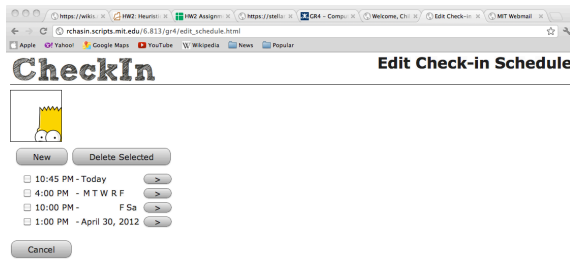 https://wikis. HW2: Heuristi HW2 Assignm https://stella: GR4 - Compu Welcome, Chi Edit Check-in MIT Webmail
rchasin.scripts.mit.edu/6.813/gr4/edit_schedule.html
Apple Yahoo! Google Maps YouTube Wikipedia News Popular
CheckIn Edit Check-in Schedule
New Delete Selected
10:45 PM - Today >
4:00 PM - M T W R F >
10:00 PM - F Sa >
1:00 PM - April 30, 2012 >
Cancel